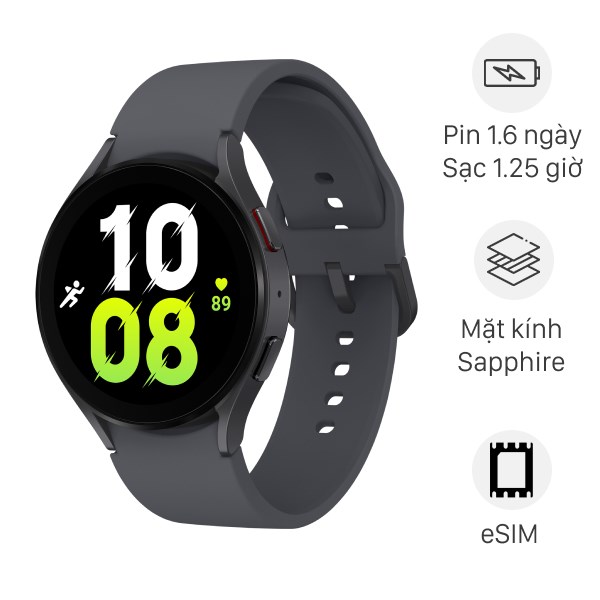 10
08
89
Pin 1.6 ngày
Sạc 1.25 giờ
Mặt kính
Sapphire
eSIM